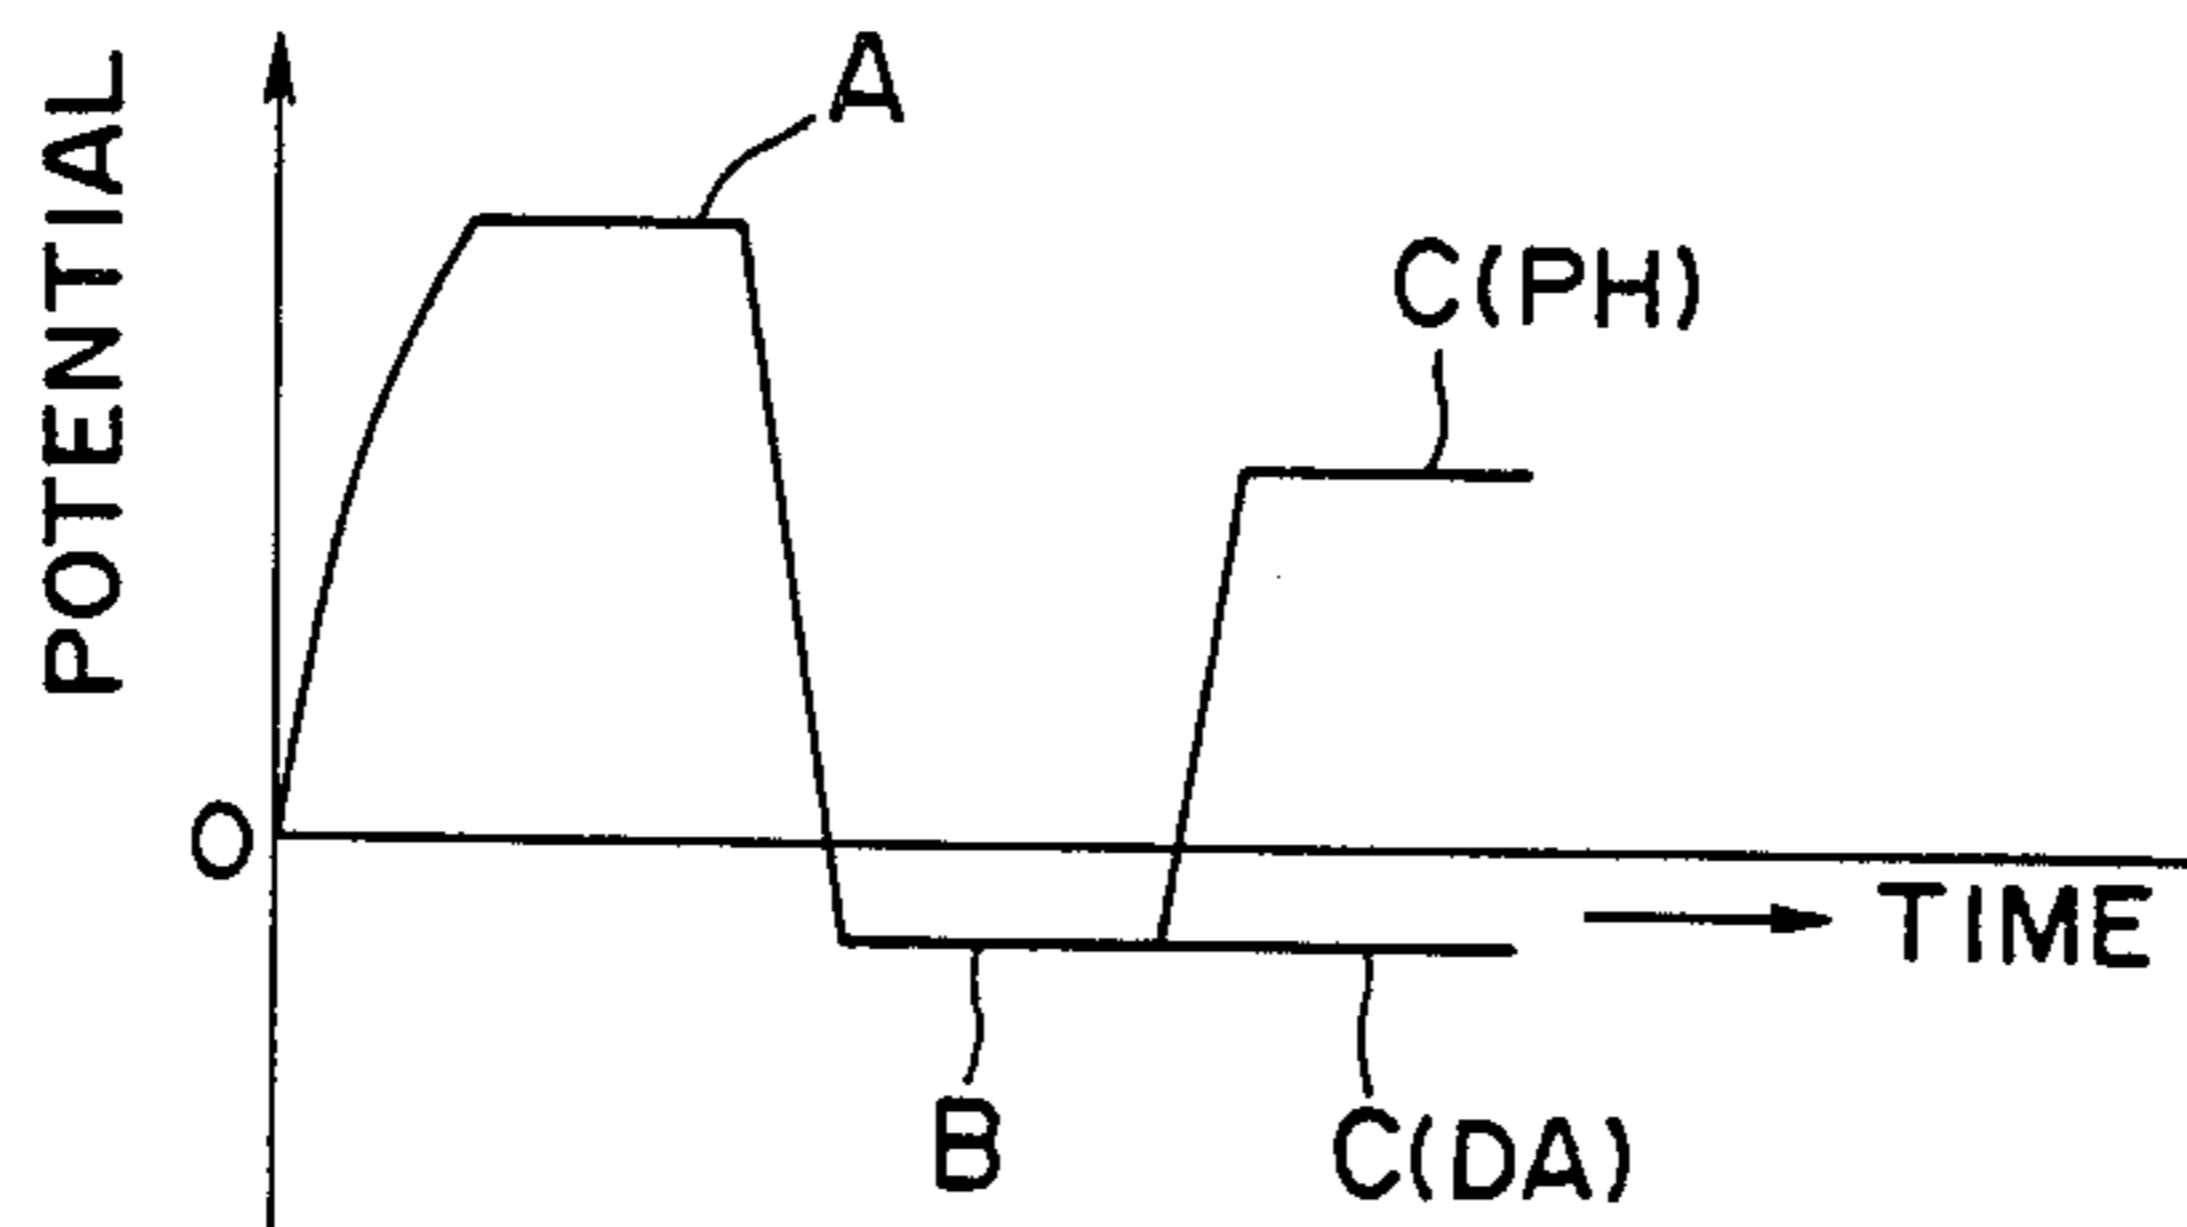 POTENTIAL
A
C(PH)
O
TIME
B
C(DA)